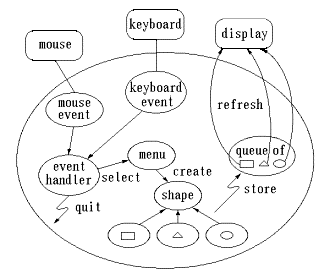 keyboard
display
mouse
keyboard
event
mouse
event
refresh
menu
queue of
event
handler
select
create
shape
store
quit